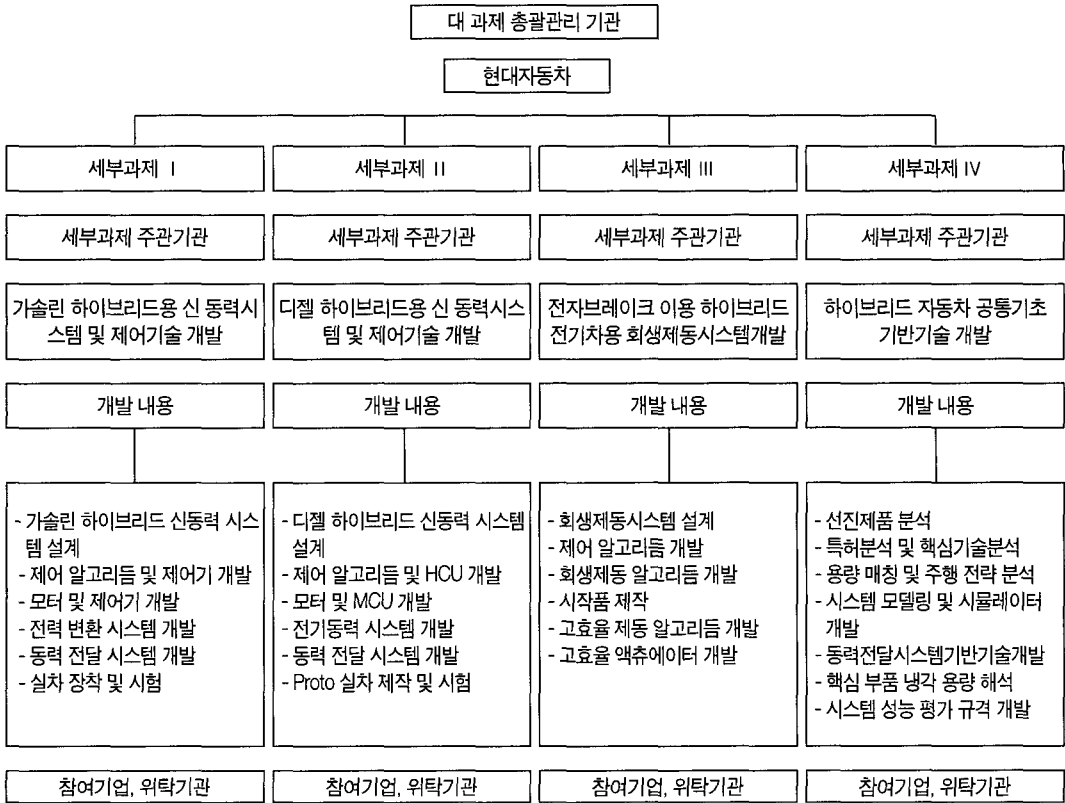 대 과제 총괄관리 기관
현대자동차
세부과제 I
세부과제 II
세부과제 III
세부과제 IV
세부과제 주관기관
세부과제 주관기관
세부과제 주관기관
세부과제 주관기관
가솔린 하이브리드용 신 동력시
스템 및 제어기술 개발
디젤 하이브리드용 신 동력시스
템 및 제어기술 개발
전자브레이크 이용 하이브리드
전기차용 회생제동시스템개발
하이브리드 자동차 공통기초
기반기술 개발
개발 내용
개발 내용
개발 내용
개발 내용
- 가솔린 하이브리드 신동력 시스
템 설계
- 제어 알고리듬 및 제어기 개발
- 모터 및 제어기 개발
- 전력 변환 시스템 개발
- 동력 전달 시스템 개발
- 실차 장착 및 시험
- 디젤 하이브리드 신동력 시스템
설계
- 제어 알고리듬 및 HCU 개발
- 모터 및 MCU 개발
- 전기동력 시스템 개발
- 동력 전달 시스템 개발
- Proto 실차 제작 및 시험
- 회생제동시스템 설계
- 제어 알고리듬 개발
- 회생제동 알고리듬 개발
- 시작품 제작
- 고효율 제동 알고리듬 개발
- 고효율 액츄에이터 개발
- 선진제품 분석
- 특허분석 및 핵심기술분석
- 용량 매칭 및 주행 전략 분석
- 시스템 모델링 및 시뮬레이터
개발
- 동력전달시스템기반기술개발
- 핵심 부품 냉각 용량 해석
- 시스템 성능 평가 규격 개발
참여기업, 위탁기관
참여기업, 위탁기관
참여기업, 위탁기관
참여기업, 위탁기관